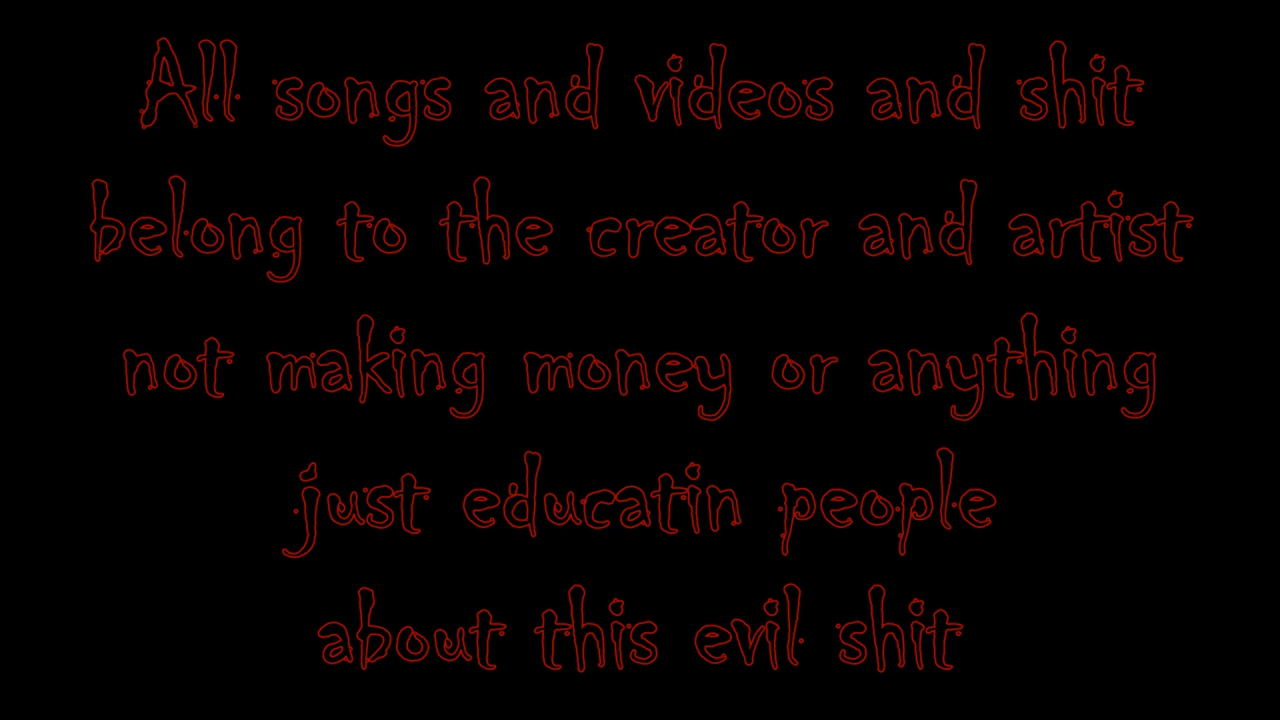 All songs and videos and shit
belong to the creator and artist
not making money or anything
just educatin people
about this evil shit